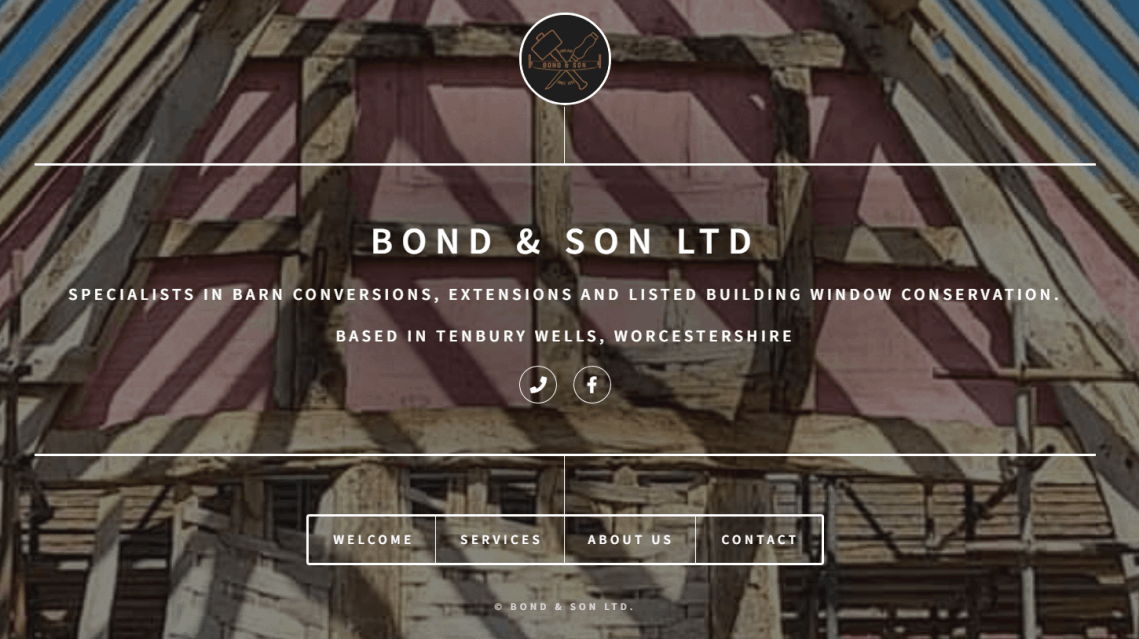 BOND & SON
BOND & SON LTD
SPECIALISTS IN BARN CONVERSIONS, EXTENSIONS AND LISTED BUILDING WINDOW CONSERVATION.
BASED IN TENBURY WELLS, WORCESTERSHIRE
WELCOME
SERVICES
ABOUT US
CONTACT
© BOND & SON LTD.